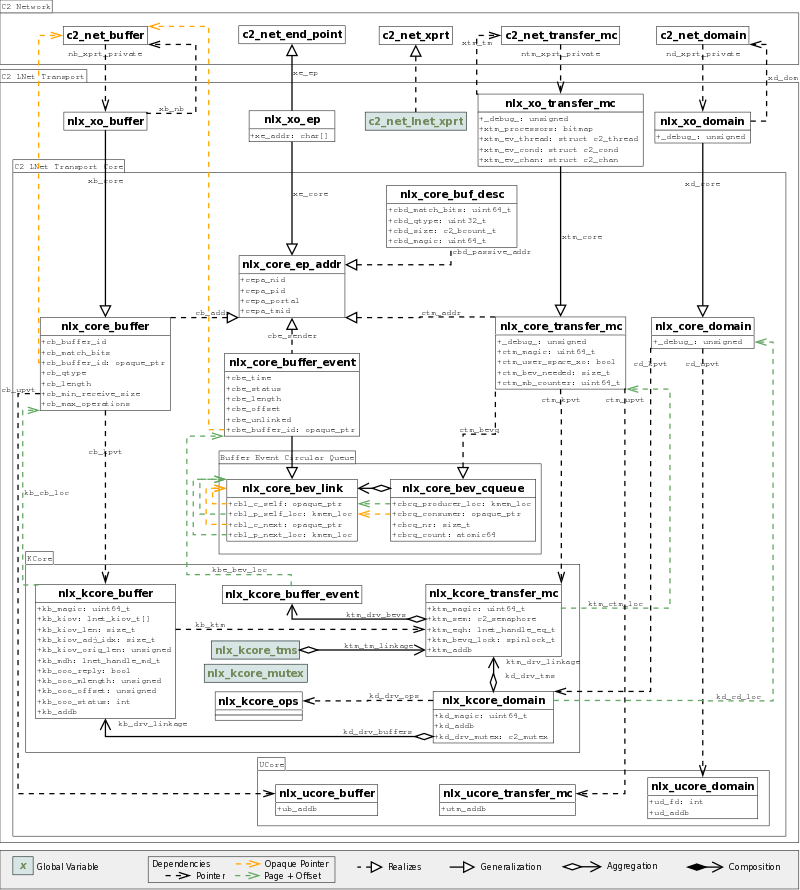 C2 Network
c2_net_buffer
c2_net_end_point
c2_net_xprt
c2_net_transfer_mc
c2_net_domain
xtm_tm
nb_xprt_private
ntm_xprt_private
nd_xprt_private
xe_ep
C2 LNet Transport
xd_dom
xb_nb
nlx_xo_buffer
nlx_xo_ep
+xe_addr: char[]
c2_net_lnet_xprt
nlx_xo_transfer_mc
+_debug_: unsigned
+xtm_processors: bitmap
+xtm_ev_thread: struct c2_thread
+xtm_ev_cond: struct c2_cond
+xtm_ev_chan: struct c2_chan
nlx_xo_domain
+_debug_: unsigned
C2 LNet Transport Core
xb_core
xe_core
xd_core
nlx_core_buf_desc
+cbd_match_bits: uint64_t
+cbd_qtype: uint32_t
+cbd_size: c2_bcount_t
+cbd_magic: uint64_t
xtm_core
cbd_passive_addr
nlx_core_ep_addr
+cepa_nid
+cepa_pid
+cepa_portal
+cepa_tmid
cb_addr
ctm_addr
nlx_core_buffer
+cb_buffer_id
+cb_match_bits
+cb_buffer_id: opaque_ptr
+cb_qtype
+cb_length
+cb_min_receive_size
+cb_max_operations
cbe_sender
nlx_core_transfer_mc
+_debug_: unsigned
+ctm_magic: uint64_t
+ctm_user_space_xo: bool
+ctm_bev_needed: size_t
+ctm_mb_counter: uint64_t
nlx_core_domain
+_debug_: unsigned
nlx_core_buffer_event
+cbe_time
+cbe_status
+cbe_length
+cbe_offset
+cbe_unlinked
+cbe_buffer_id: opaque_ptr
cd_kpvt
cd_upvt
cb_upvt
ctm_kpvt
ctm_upvt
ctm_bevq
cb_kpvt
Buffer Event Circular Queue
nlx_core_bev_link
+cbl_c_self: opaque_ptr
+cbl_p_self_loc: kmem_loc
+cbl_c_next: opaque_ptr
+cbl_p_next_loc: kmem_loc
nlx_core_bev_cqueue
+cbcq_producer_loc: kmem_loc
+cbcq_consumer: opaque_ptr
+cbcq_nr: size_t
+cbcq_count: atomic64
kb_cb_loc
KCore
kbe_bev_loc
nlx_kcore_buffer
+kb_magic: uint64_t
+kb_kiov: lnet_kiov_t[]
+kb_kiov_len: size_t
+kb_kiov_adj_idx: size_t
+kb_kiov_orig_len: unsigned
+kb_mdh: lnet_handle_md_t
+kb_ooo_reply: bool
+kb_ooo_mlength: unsigned
+kb_ooo_offset: unsigned
+kb_ooo_status: int
+kb_addb
nlx_kcore_buffer_event
nlx_kcore_transfer_mc
+ktm_magic: uint64_t
+ktm_sem: c2_semaphore
+ktm_eqh: lnet_handle_eq_t
+ktm_bevq_lock: spinlock_t
+ktm_addb
ktm_ctm_loc
ktm_drv_bevs
kb_ktm
nlx_kcore_tms
ktm_tm_linkage
ktm_drv_linkage
nlx_kcore_mutex
kd_drv_tms
nlx_kcore_ops
kd_drv_ops
nlx_kcore_domain
+kd_magic: uint64_t
+kd_addb
+kd_drv_mutex: c2_mutex
kd_cd_loc
kb_drv_linkage
kd_drv_buffers
UCore
nlx_ucore_buffer
+ub_addb
nlx_ucore_transfer_mc
+utm_addb
nlx_ucore_domain
+ud_fd: int
+ud_addb
x
Global Variable
Dependencies
Pointer
Opaque Pointer
Page + Offset
Realizes
Generalization
Aggregation
Composition